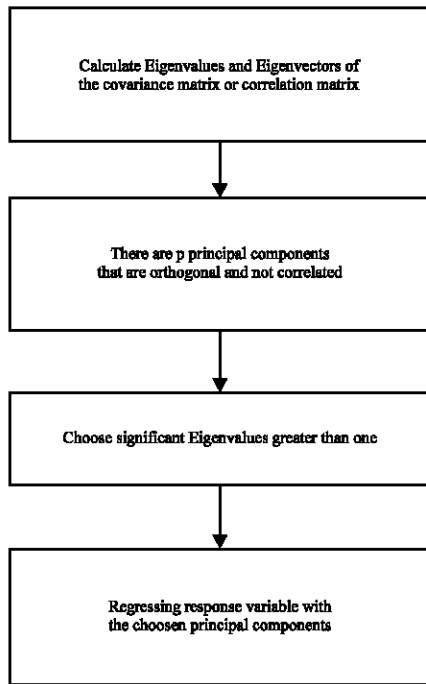 Calculate Eigenvalues and Eigenvectors of
the covariance matrix or correlation matrix
There are p principal components
that are orthogonal and not correlated
Choose significant Eigenvalues greater than one
Regressing response variable with
the choosen principal components